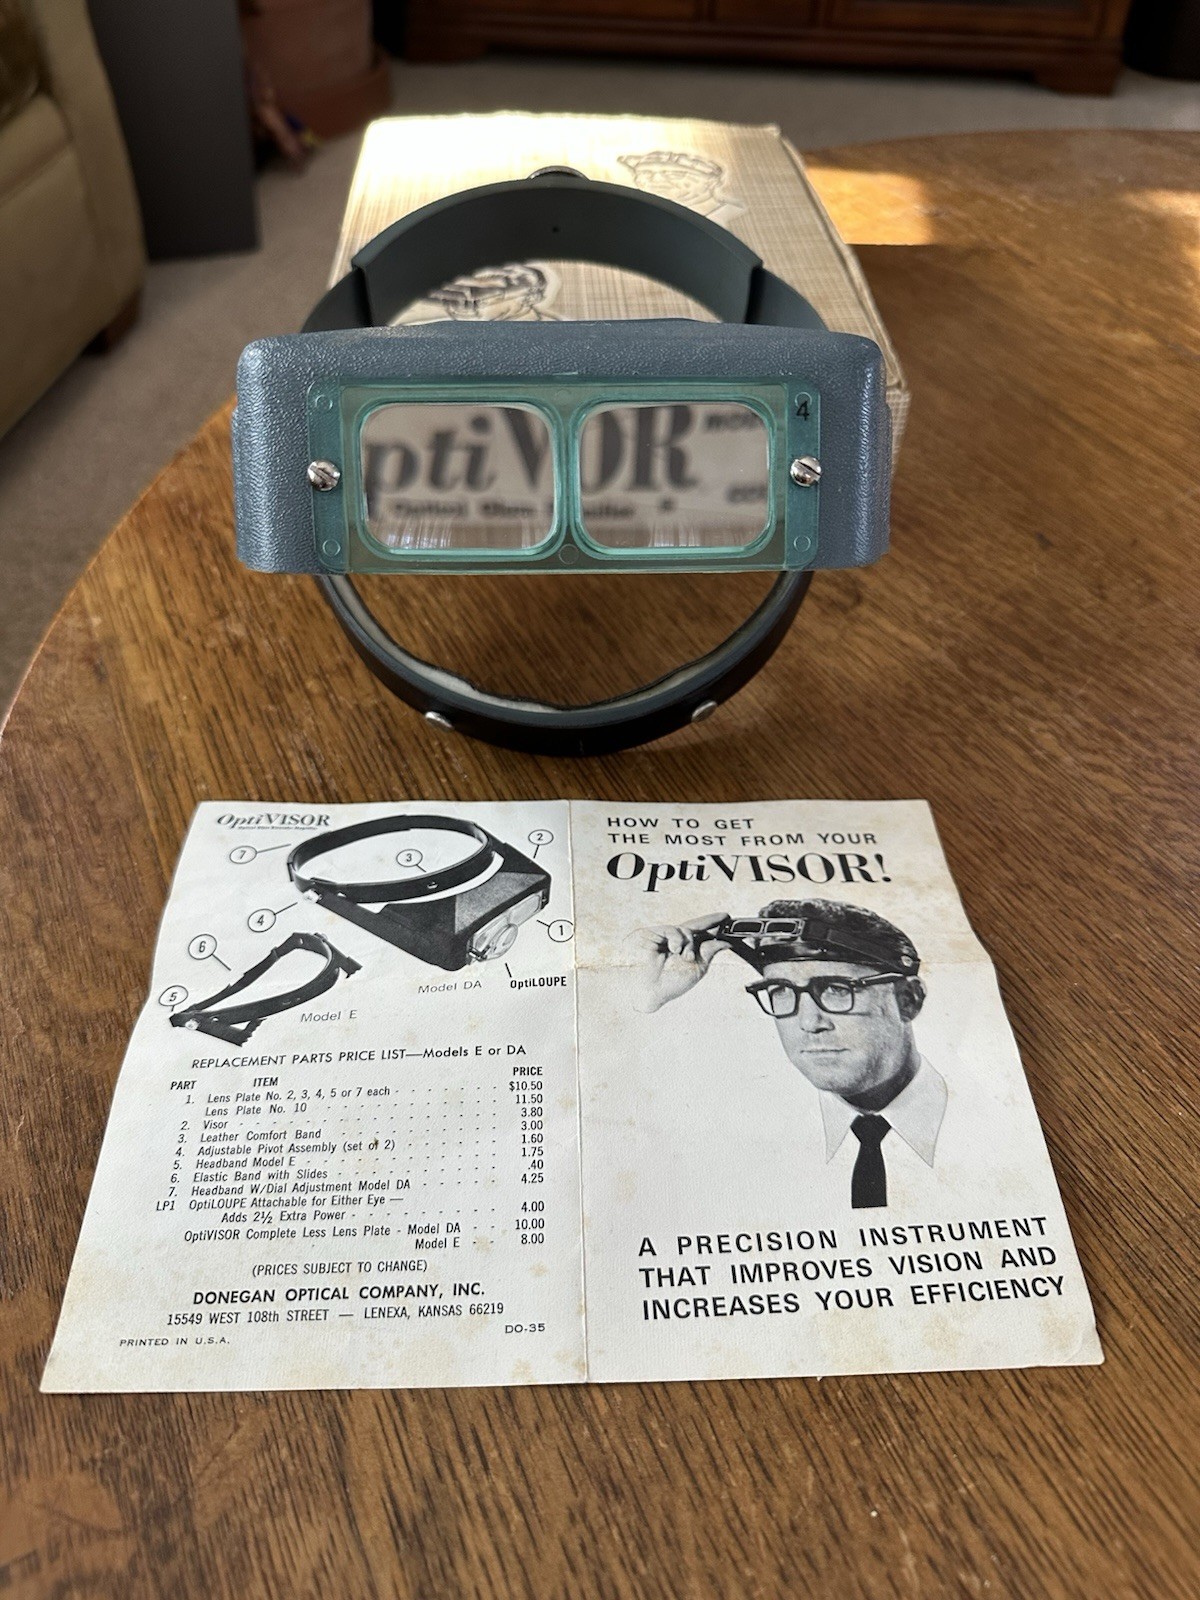 4
ptiVISOR
Optical Glass
OptiVISOR
7
3
2
4
1
6
5
Model DA
OptiLOUPE
Model E
REPLACEMENT PARTS PRICE LIST—Models E or DA
PART ITEM PRICE
1. Lens Plate No. 2, 3, 4, 5 or 7 each - - - - - - - $10.50
Lens Plate No. 10 - - - - - - - - - - 11.50
2. Visor - - - - - - - - - - - - - 3.80
3. Leather Comfort Band - - - - - - - - - 3.00
4. Adjustable Pivot Assembly (set of 2) - - - - - - 1.60
5. Headband Model E - - - - - - - - - - 1.75
6. Elastic Band with Slides - - - - - - - - - .40
7. Headband W/Dial Adjustment Model DA - - - - - 4.25
LP1 OptiLOUPE Attachable for Either Eye —
Adds 2½ Extra Power - - - - - - - - 4.00
OptiVISOR Complete Less Lens Plate - Model DA - - 10.00
Model E - - 8.00
(PRICES SUBJECT TO CHANGE)
DONEGAN OPTICAL COMPANY, INC.
15549 WEST 108th STREET — LENEXA, KANSAS 66219
PRINTED IN U.S.A. DO-35
HOW TO GET
THE MOST FROM YOUR
OptiVISOR!
A PRECISION INSTRUMENT
THAT IMPROVES VISION AND
INCREASES YOUR EFFICIENCY